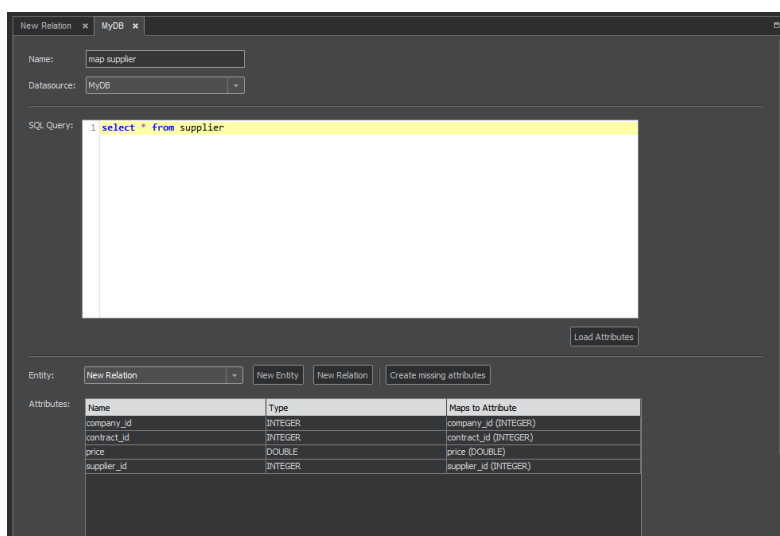 New Relation MyDB
Name: map supplier
Datasource: MyDB
SQL Query: 1 select * from supplier
Load Attributes
Entity: New Relation New Entity New Relation Create missing attributes
Attributes: Name Type Maps to Attribute
company_id INTEGER company_id (INTEGER)
contract_id INTEGER contract_id (INTEGER)
price DOUBLE price (DOUBLE)
supplier_id INTEGER supplier_id (INTEGER)